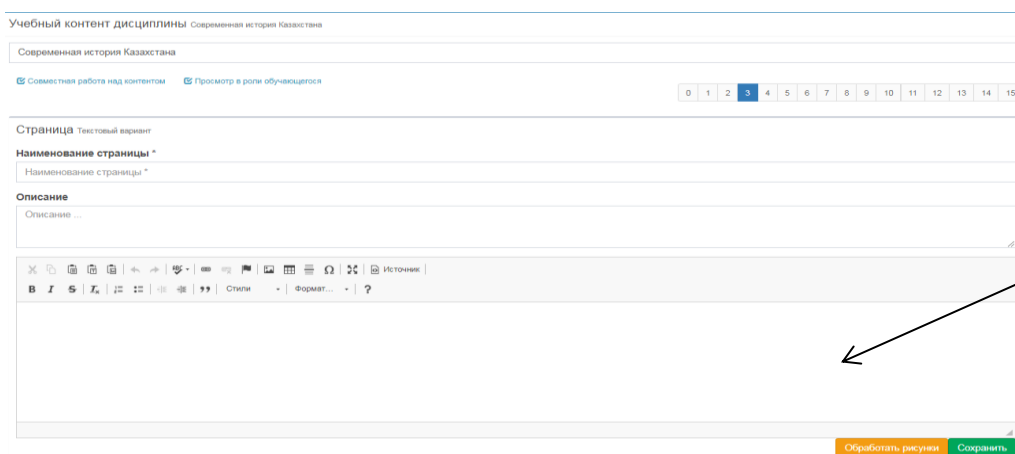 Учебный контент дисциплины Современная история Казахстана
Современная история Казахстана
Совместная работа над контентом Просмотр в роли обучающегося
0 1 2 3 4 5 6 7 8 9 10 11 12 13 14 15
Страница Текстовый вариант
Наименование страницы *
Наименование страницы *
Описание
Описание ...
Источник
B I S Ix Стили Формат... ?
Обработать рисунки Сохранить